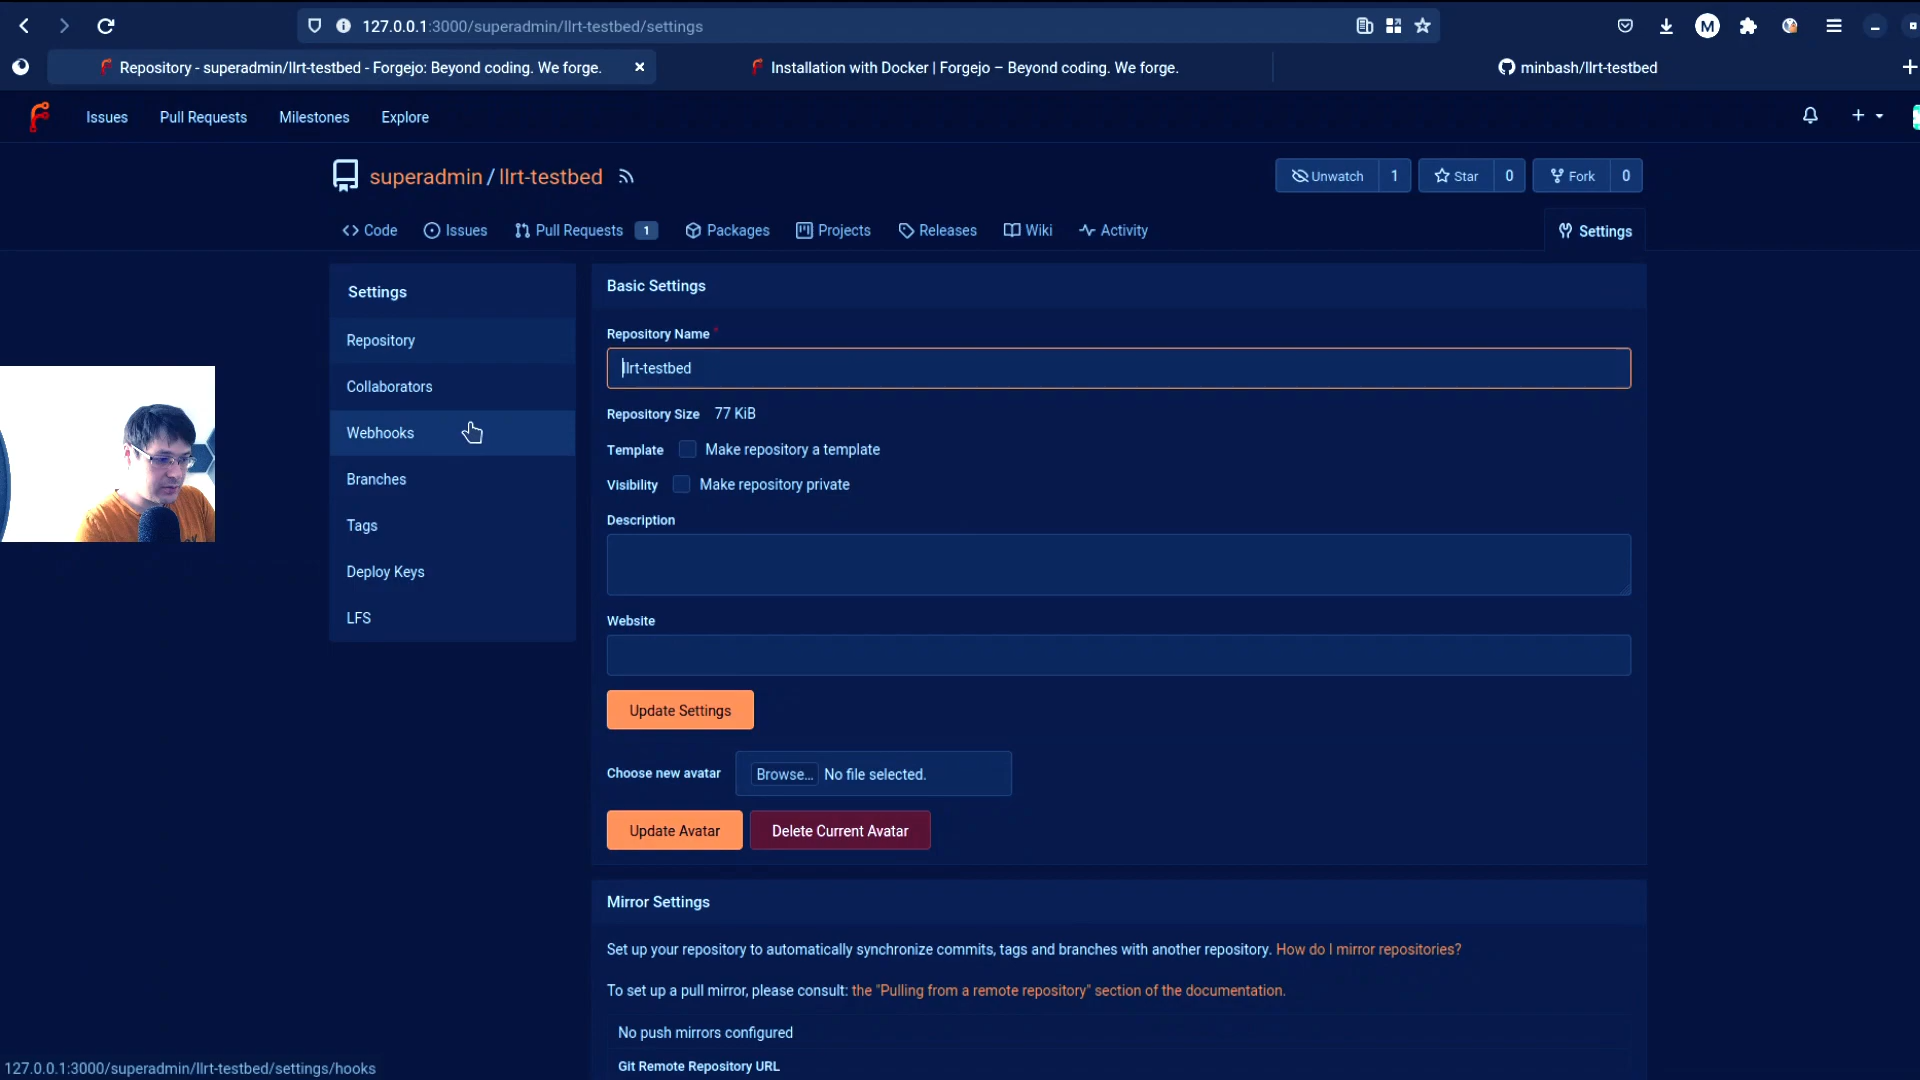 127.0.0.1:3000/superadmin/llrt-testbed/settings
M
Repository - superadmin/llrt-testbed - Forgejo: Beyond coding. We forge.
Installation with Docker | Forgejo – Beyond coding. We forge.
minbash/llrt-testbed
Issues
Pull Requests
Milestones
Explore
superadmin/llrt-testbed
Unwatch 1
Star 0
Fork 0
Code
Issues
Pull Requests 1
Packages
Projects
Releases
Wiki
Activity
Settings
Settings
Repository
Collaborators
Webhooks
Branches
Tags
Deploy Keys
LFS
Basic Settings
Repository Name *
llrt-testbed
Repository Size 77 KiB
Template Make repository a template
Visibility Make repository private
Description
Website
Update Settings
Choose new avatar Browse... No file selected.
Update Avatar
Delete Current Avatar
Mirror Settings
Set up your repository to automatically synchronize commits, tags and branches with another repository. How do I mirror repositories?
To set up a pull mirror, please consult: the "Pulling from a remote repository" section of the documentation.
No push mirrors configured
Git Remote Repository URL
127.0.0.1:3000/superadmin/llrt-testbed/settings/hooks